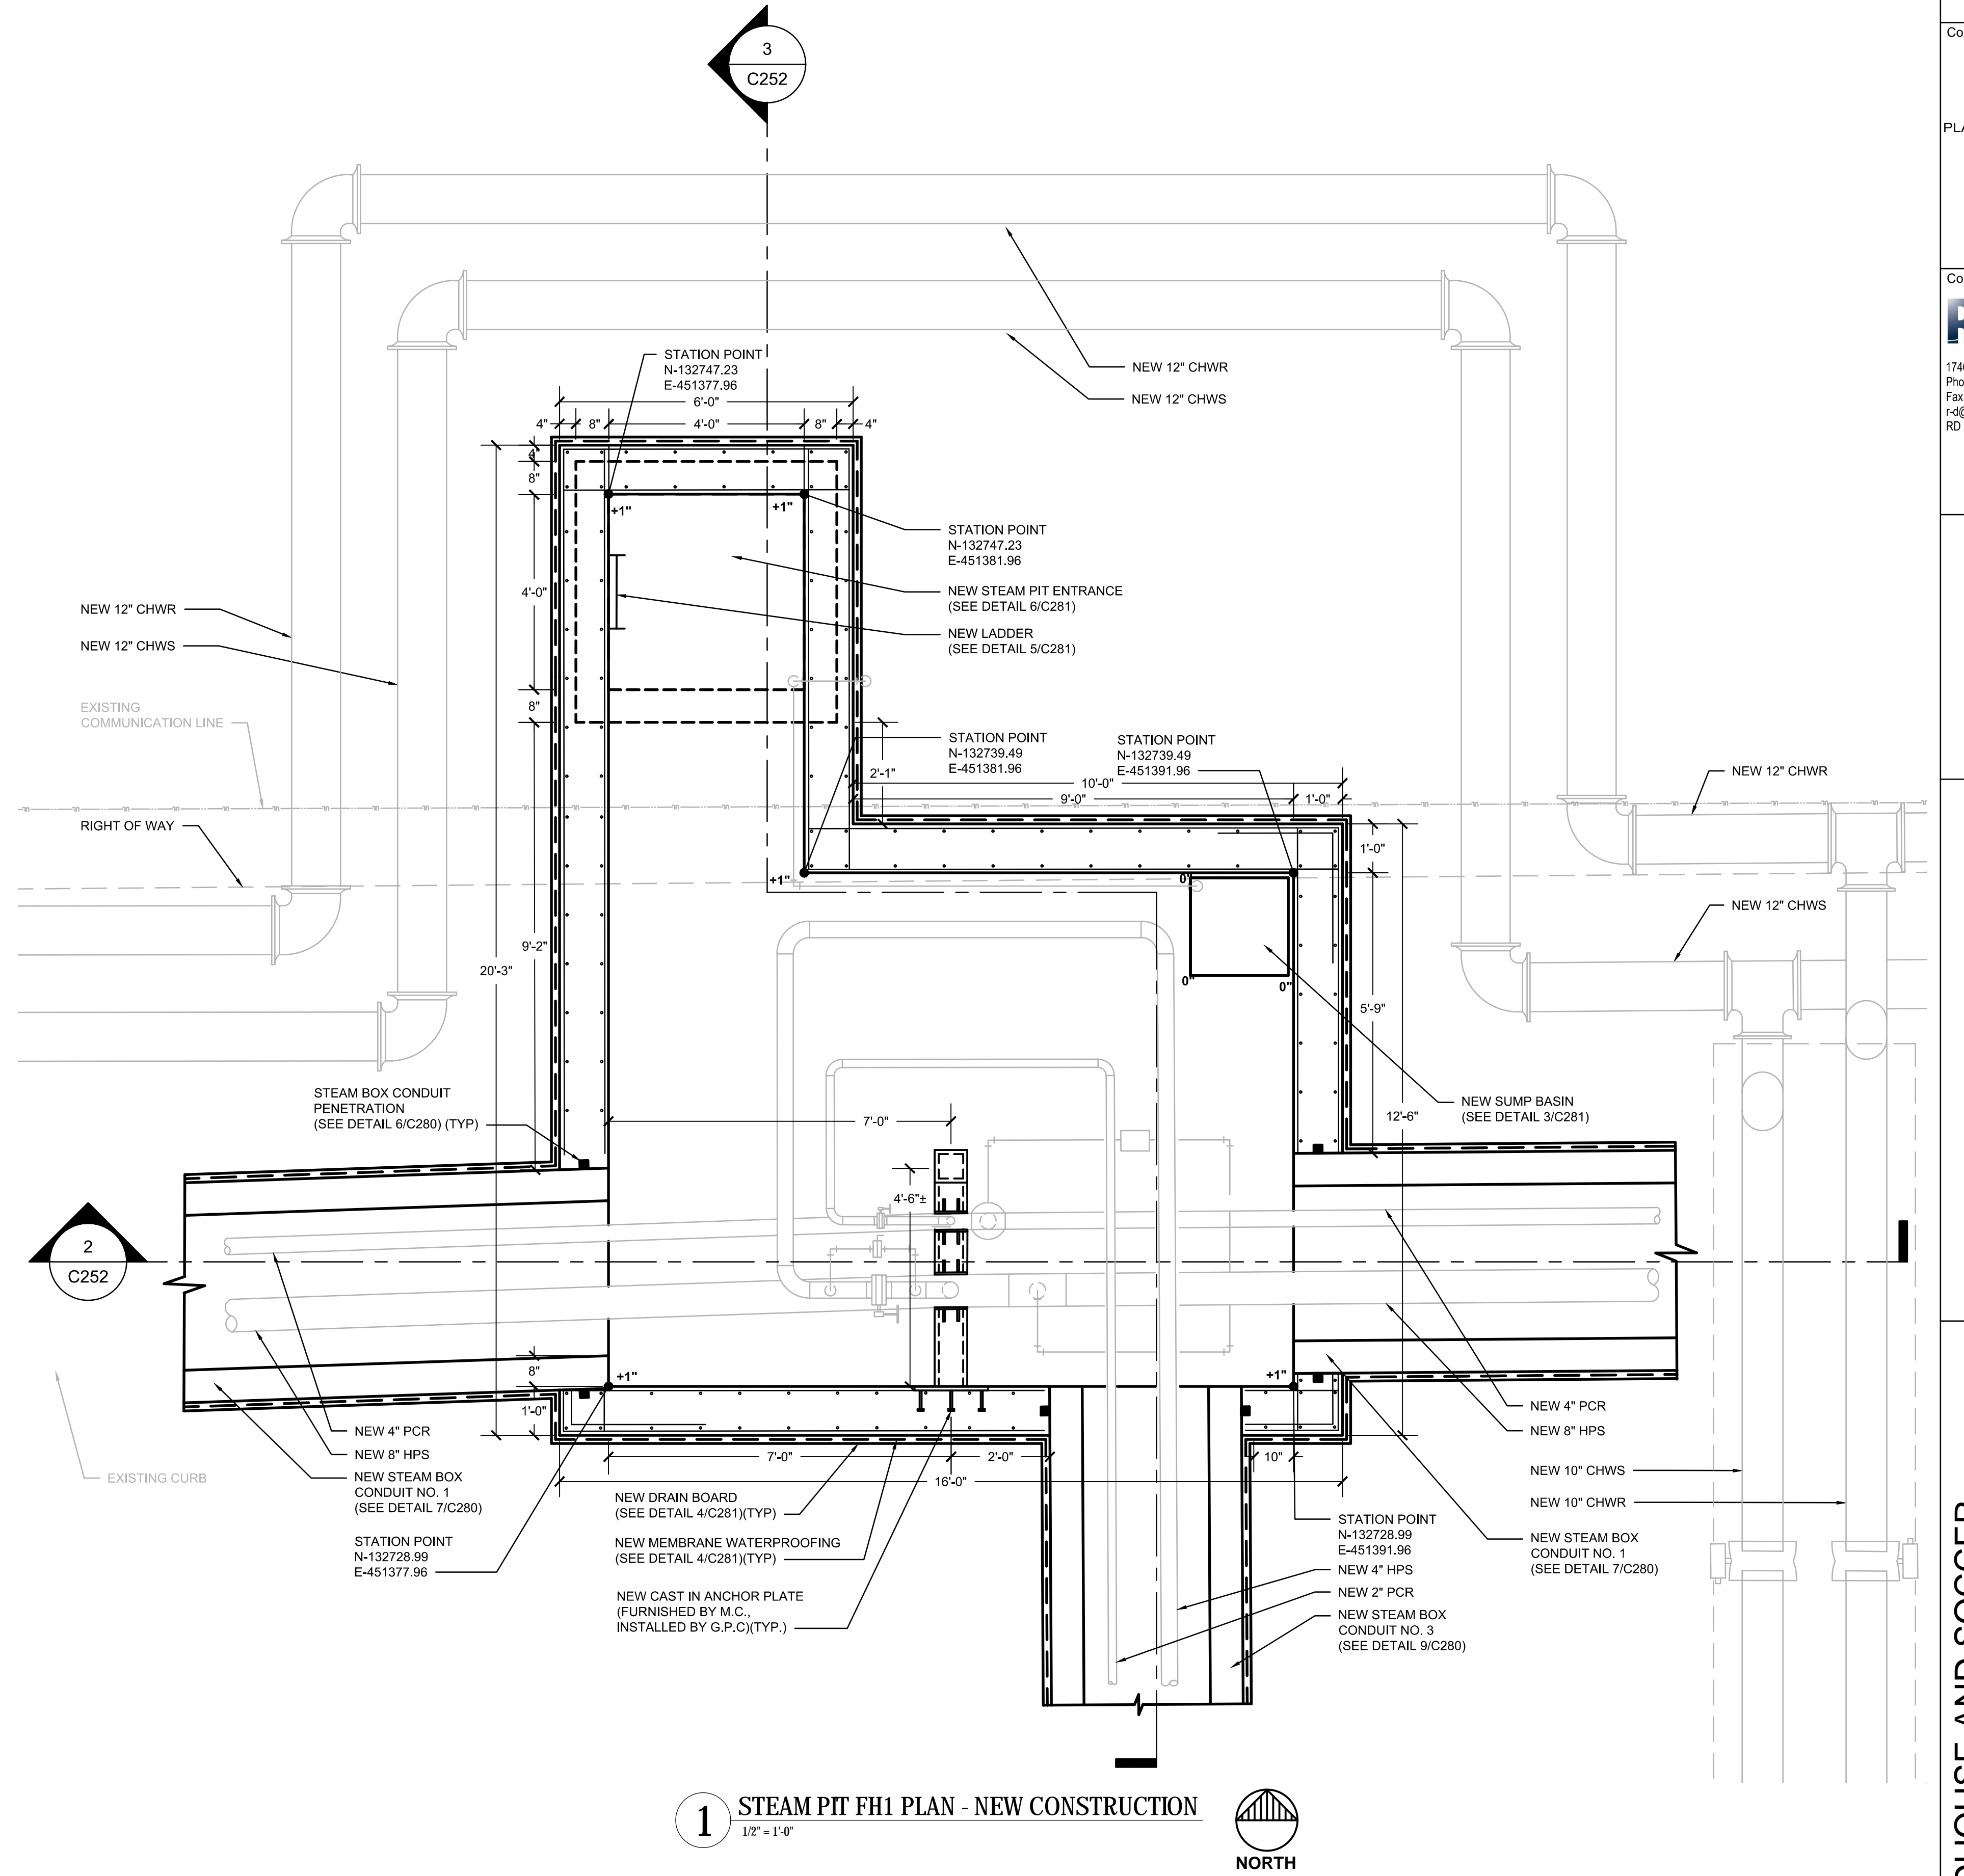 3
C252
STATION POINT
N-132747.23
E-451377.96
NEW 12" CHWR
NEW 12" CHWS
6'-0"
4"
8"
4'-0"
8"
4"
4"
8"
+1"
+1"
STATION POINT
N-132747.23
E-451381.96
NEW STEAM PIT ENTRANCE
(SEE DETAIL 6/C281)
NEW LADDER
(SEE DETAIL 5/C281)
4'-0"
8"
NEW 12" CHWR
NEW 12" CHWS
EXISTING
COMMUNICATION LINE
RIGHT OF WAY
STATION POINT
N-132739.49
E-451381.96
STATION POINT
N-132739.49
E-451391.96
2'-1"
10'-0"
9'-0"
1'-0"
NEW 12" CHWR
NEW 12" CHWS
1'-0"
+1"
0"
0"
0"
9'-2"
20'-3"
5'-9"
12'-6"
STEAM BOX CONDUIT
PENETRATION
(SEE DETAIL 6/C280) (TYP)
NEW SUMP BASIN
(SEE DETAIL 3/C281)
7'-0"
4'-6"±
2
C252
8"
1'-0"
+1"
+1"
NEW 4" PCR
NEW 8" HPS
NEW STEAM BOX
CONDUIT NO. 1
(SEE DETAIL 7/C280)
STATION POINT
N-132728.99
E-451377.96
EXISTING CURB
7'-0"
2'-0"
10"
16'-0"
NEW DRAIN BOARD
(SEE DETAIL 4/C281)(TYP)
NEW MEMBRANE WATERPROOFING
(SEE DETAIL 4/C281)(TYP)
NEW CAST IN ANCHOR PLATE
(FURNISHED BY M.C.,
INSTALLED BY G.P.C)(TYP.)
STATION POINT
N-132728.99
E-451391.96
NEW 4" HPS
NEW 2" PCR
NEW STEAM BOX
CONDUIT NO. 3
(SEE DETAIL 9/C280)
NEW 4" PCR
NEW 8" HPS
NEW 10" CHWS
NEW 10" CHWR
NEW STEAM BOX
CONDUIT NO. 1
(SEE DETAIL 7/C280)
1
STEAM PIT FH1 PLAN - NEW CONSTRUCTION
1/2" = 1'-0"
NORTH
Co
PLA
Co
174
Pho
Fax
r-d@
RD
AND SOCCER